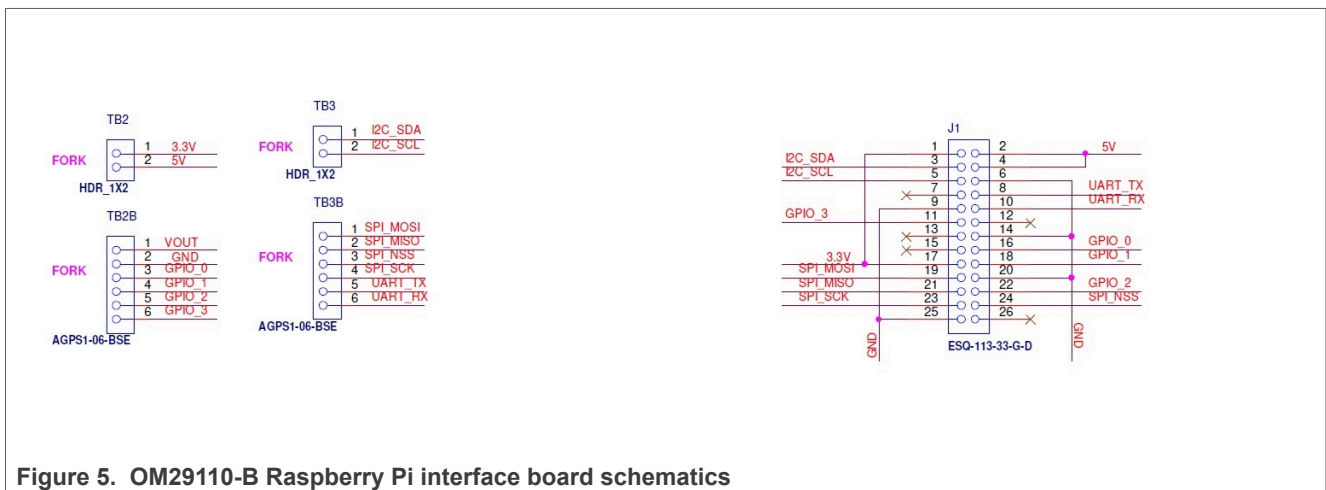 TB2
FORK
1 3.3V
2 5V
HDR_1X2
TB3
FORK
1 I2C_SDA
2 I2C_SCL
HDR_1X2
TB2B
FORK
1 VOUT
2 GND
3 GPIO_0
4 GPIO_1
5 GPIO_2
6 GPIO_3
AGPS1-06-BSE
TB3B
FORK
1 SPI_MOSI
2 SPI_MISO
3 SPI_NSS
4 SPI_SCK
5 UART_TX
6 UART_RX
AGPS1-06-BSE
J1
1 2 5V
I2C_SDA 3 4
I2C_SCL 5 6
7 8 UART_TX
9 10 UART_RX
GPIO_3 11 12
13 14
15 16 GPIO_0
3.3V 17 18 GPIO_1
SPI_MOSI 19 20
SPI_MISO 21 22 GPIO_2
SPI_SCK 23 24 SPI_NSS
25 26
GND
GND
ESQ-113-33-G-D
Figure 5. OM29110-B Raspberry Pi interface board schematics